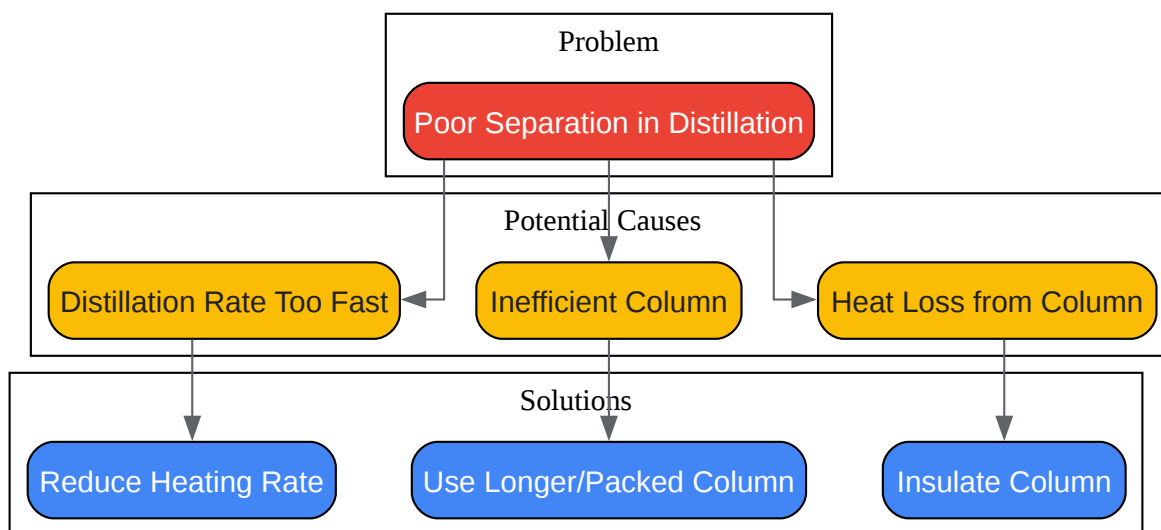 Problem
Poor Separation in Distillation
Potential Causes
Distillation Rate Too Fast
Inefficient Column
Heat Loss from Column
Solutions
Reduce Heating Rate
Use Longer/Packed Column
Insulate Column